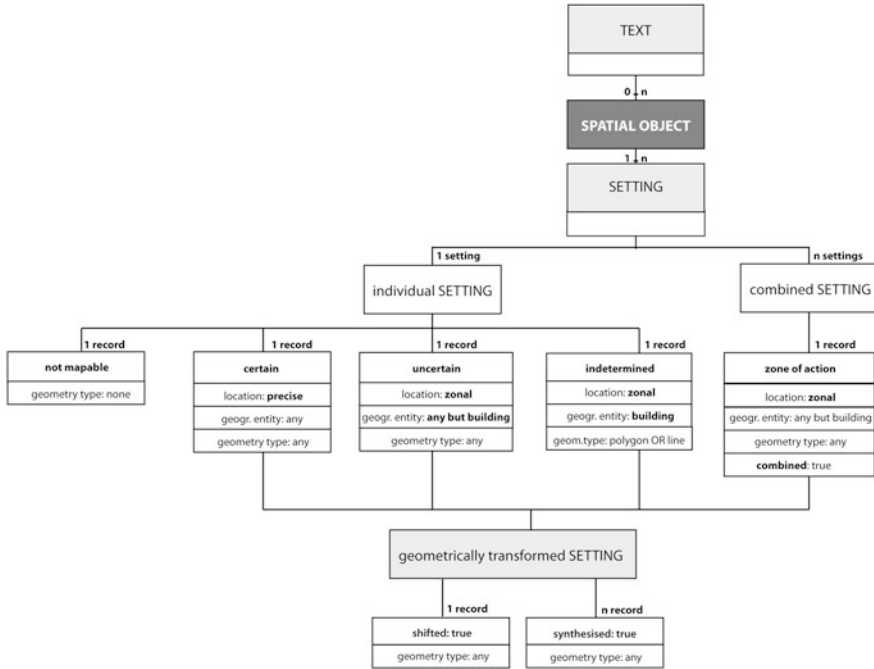 TEXT
0 n
SPATIAL OBJECT
1 n
SETTING
1 setting
n settings
individual SETTING
combined SETTING
1 record
1 record
1 record
1 record
1 record
not mapable
geometry type: none
certain
location: precise
geogr. entity: any
geometry type: any
uncertain
location: zonal
geogr. entity: any but building
geometry type: any
indetermined
location: zonal
geogr. entity: building
geom.type: polygon OR line
zone of action
location: zonal
geogr. entity: any but building
geometry type: any
combined: true
geometrically transformed SETTING
1 record
n record
shifted: true
geometry type: any
synthesised: true
geometry type: any